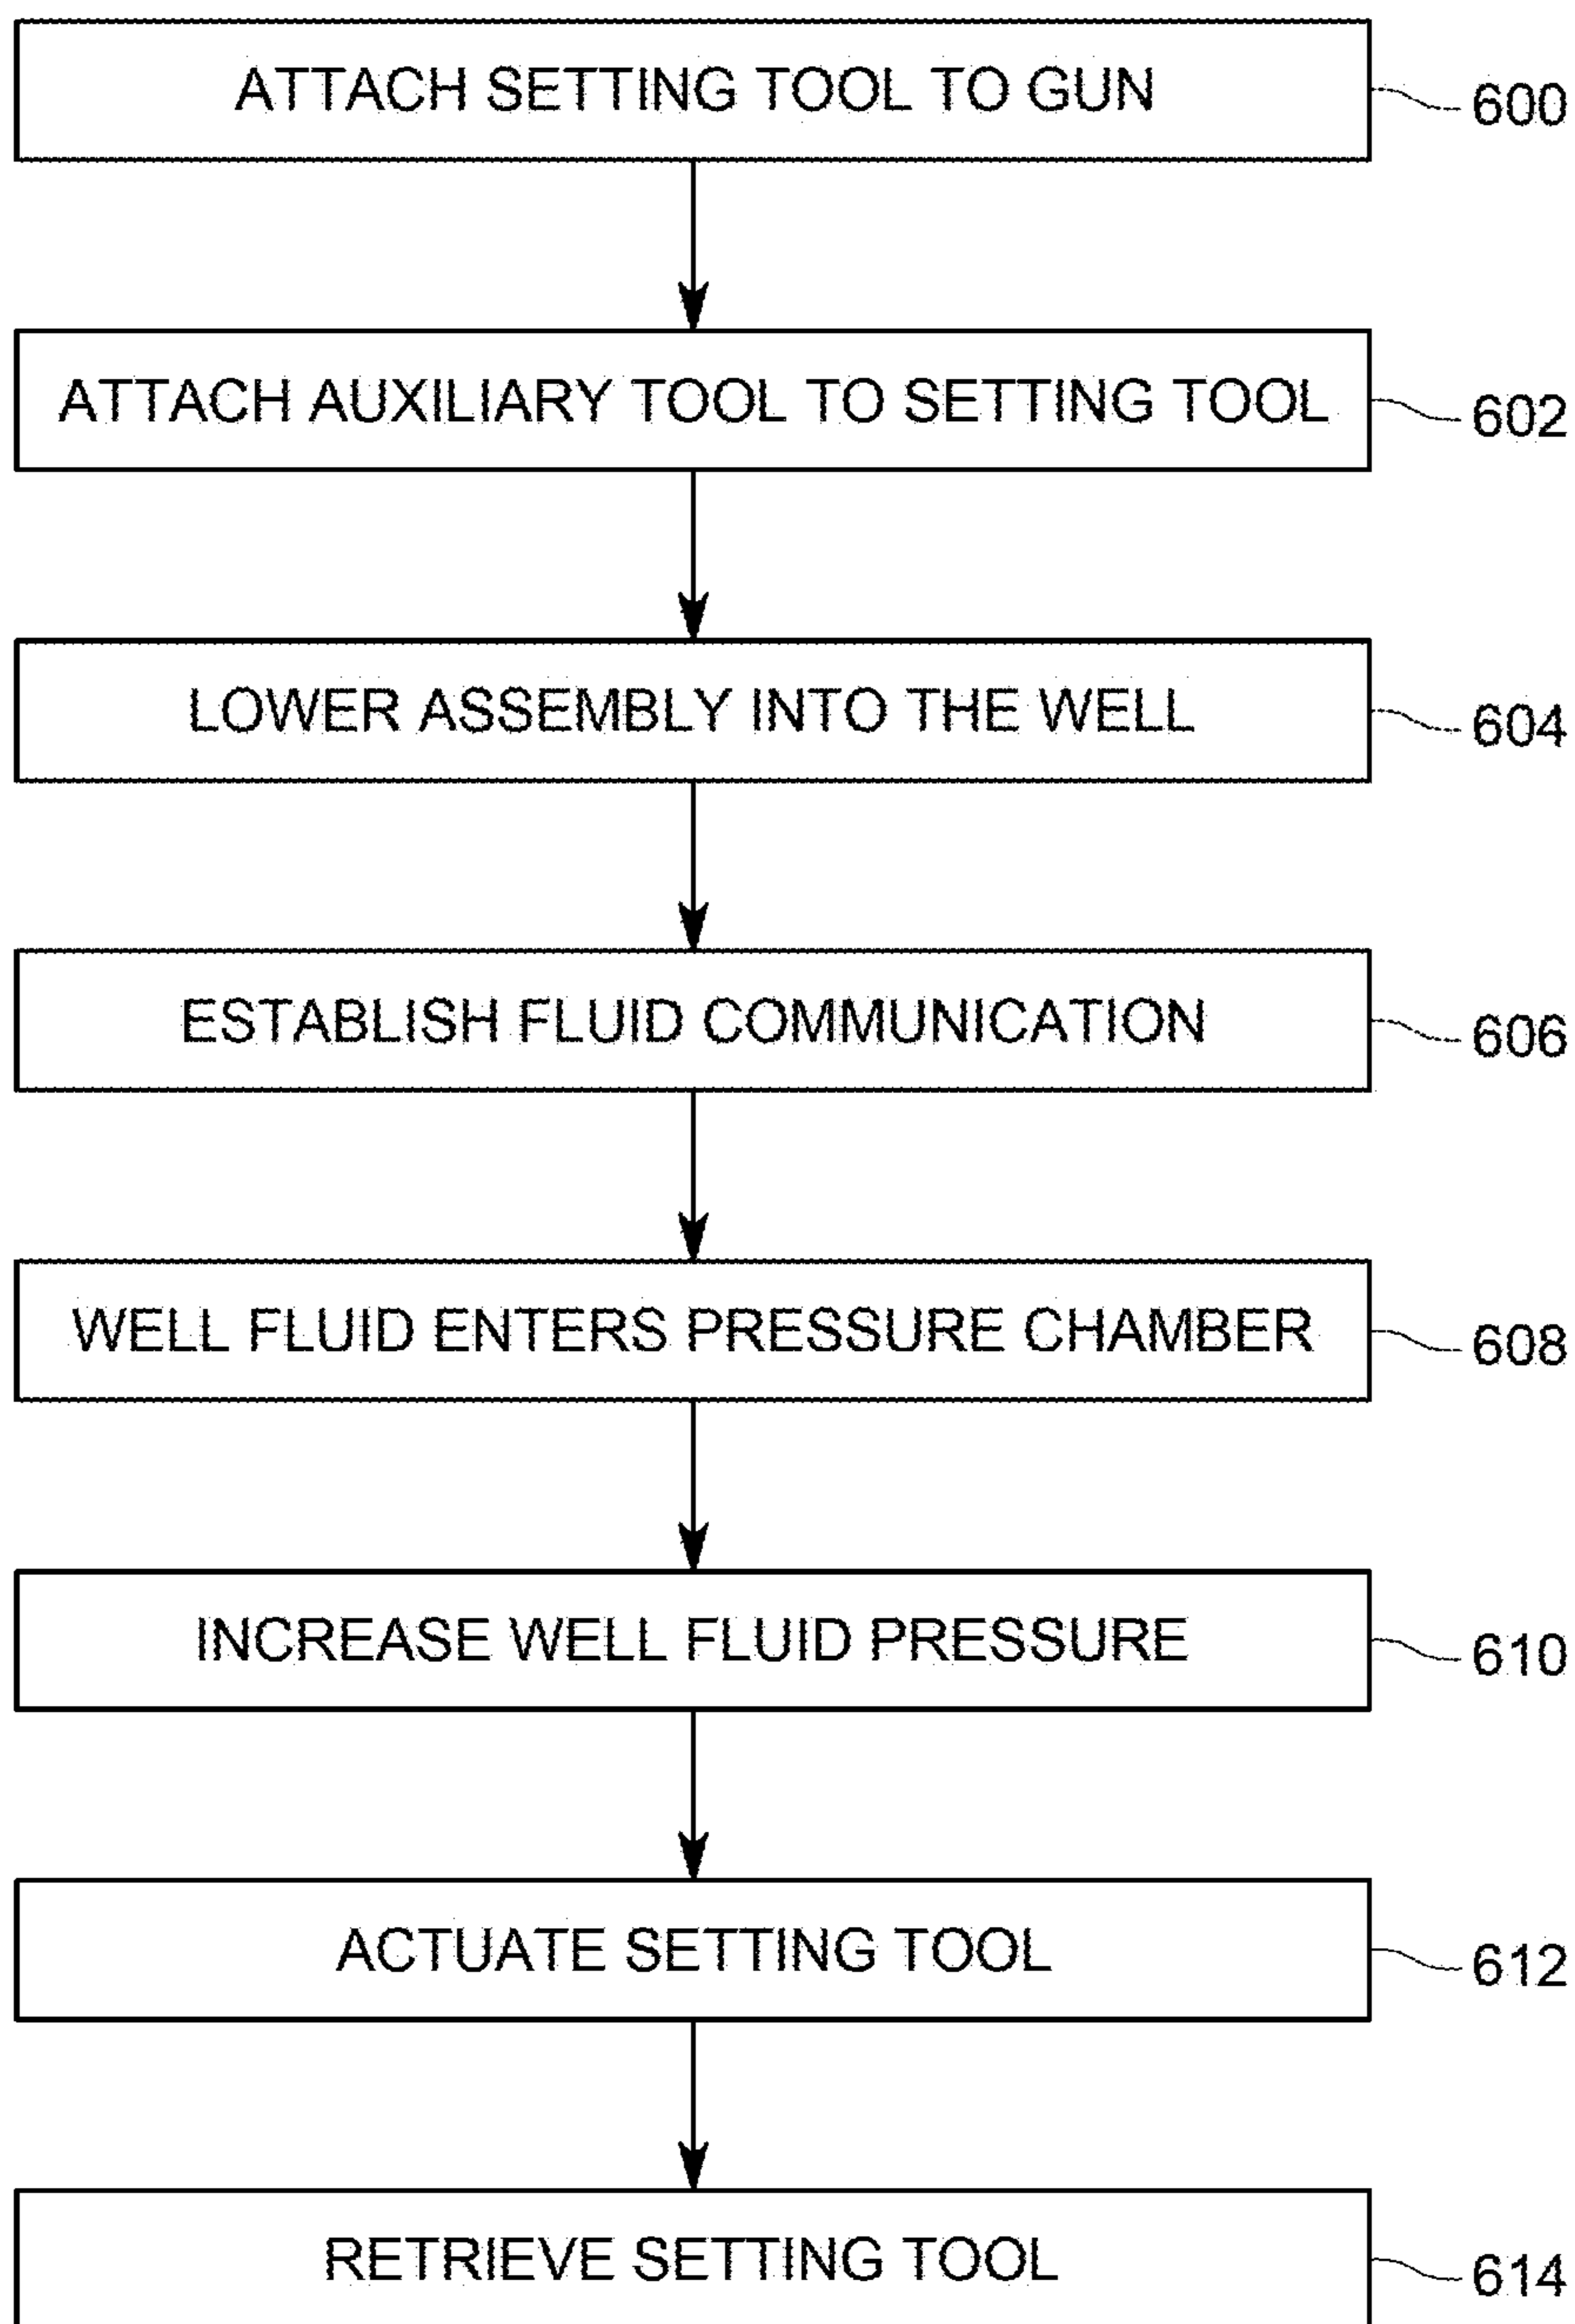 ATTACH SETTING TOOL TO GUN 600
ATTACH AUXILIARY TOOL TO SETTING TOOL 602
LOWER ASSEMBLY INTO THE WELL 604
ESTABLISH FLUID COMMUNICATION 606
WELL FLUID ENTERS PRESSURE CHAMBER 608
INCREASE WELL FLUID PRESSURE 610
ACTUATE SETTING TOOL 612
RETRIEVE SETTING TOOL 614